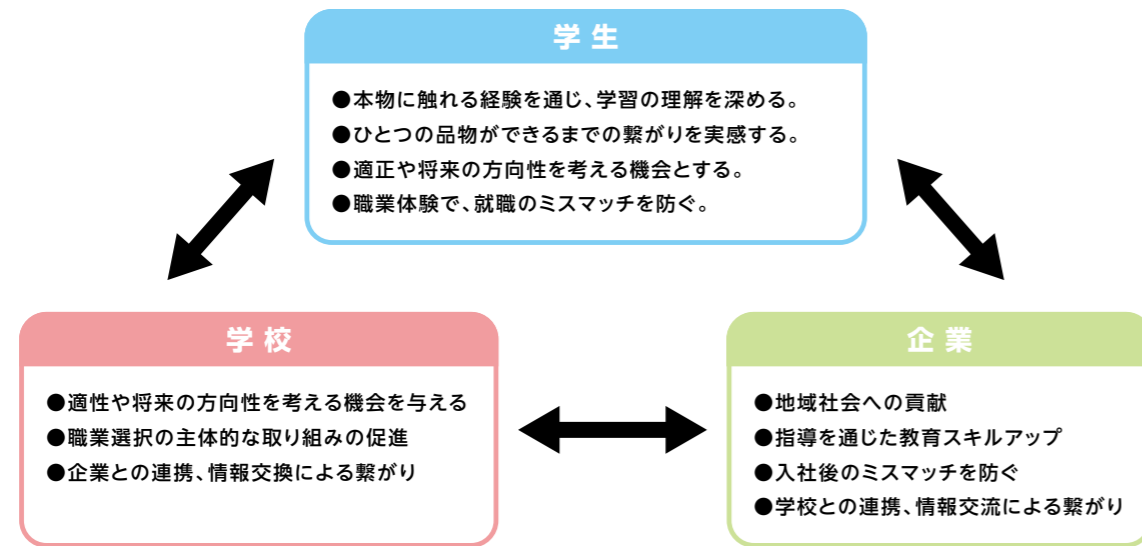 学生
●本物に触れる経験を通じ、学習の理解を深める。
●ひとつの品物ができるまでの繋がりを実感する。
●適正や将来の方向性を考える機会とする。
●職業体験で、就職のミスマッチを防ぐ。
学校
●適性や将来の方向性を考える機会を与える
●職業選択の主体的な取り組みの促進
●企業との連携、情報交換による繋がり
企業
●地域社会への貢献
●指導を通じた教育スキルアップ
●入社後のミスマッチを防ぐ
●学校との連携、情報交流による繋がり